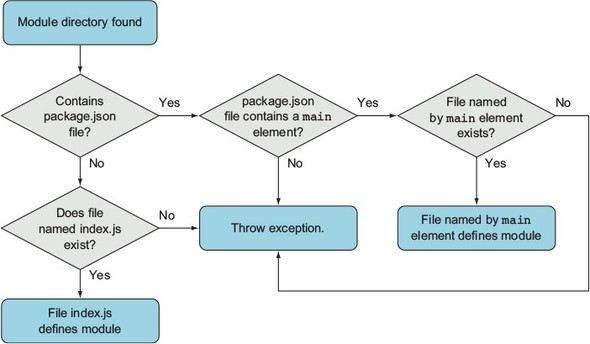 Module directory found
Contains
package.json
file?
Yes
package.json
file contains a main
element?
Yes
File named
by main element
exists?
No
No
No
Yes
Does file
named index.js
exist?
No
Throw exception.
File named by main
element defines module
Yes
File index.js
defines module